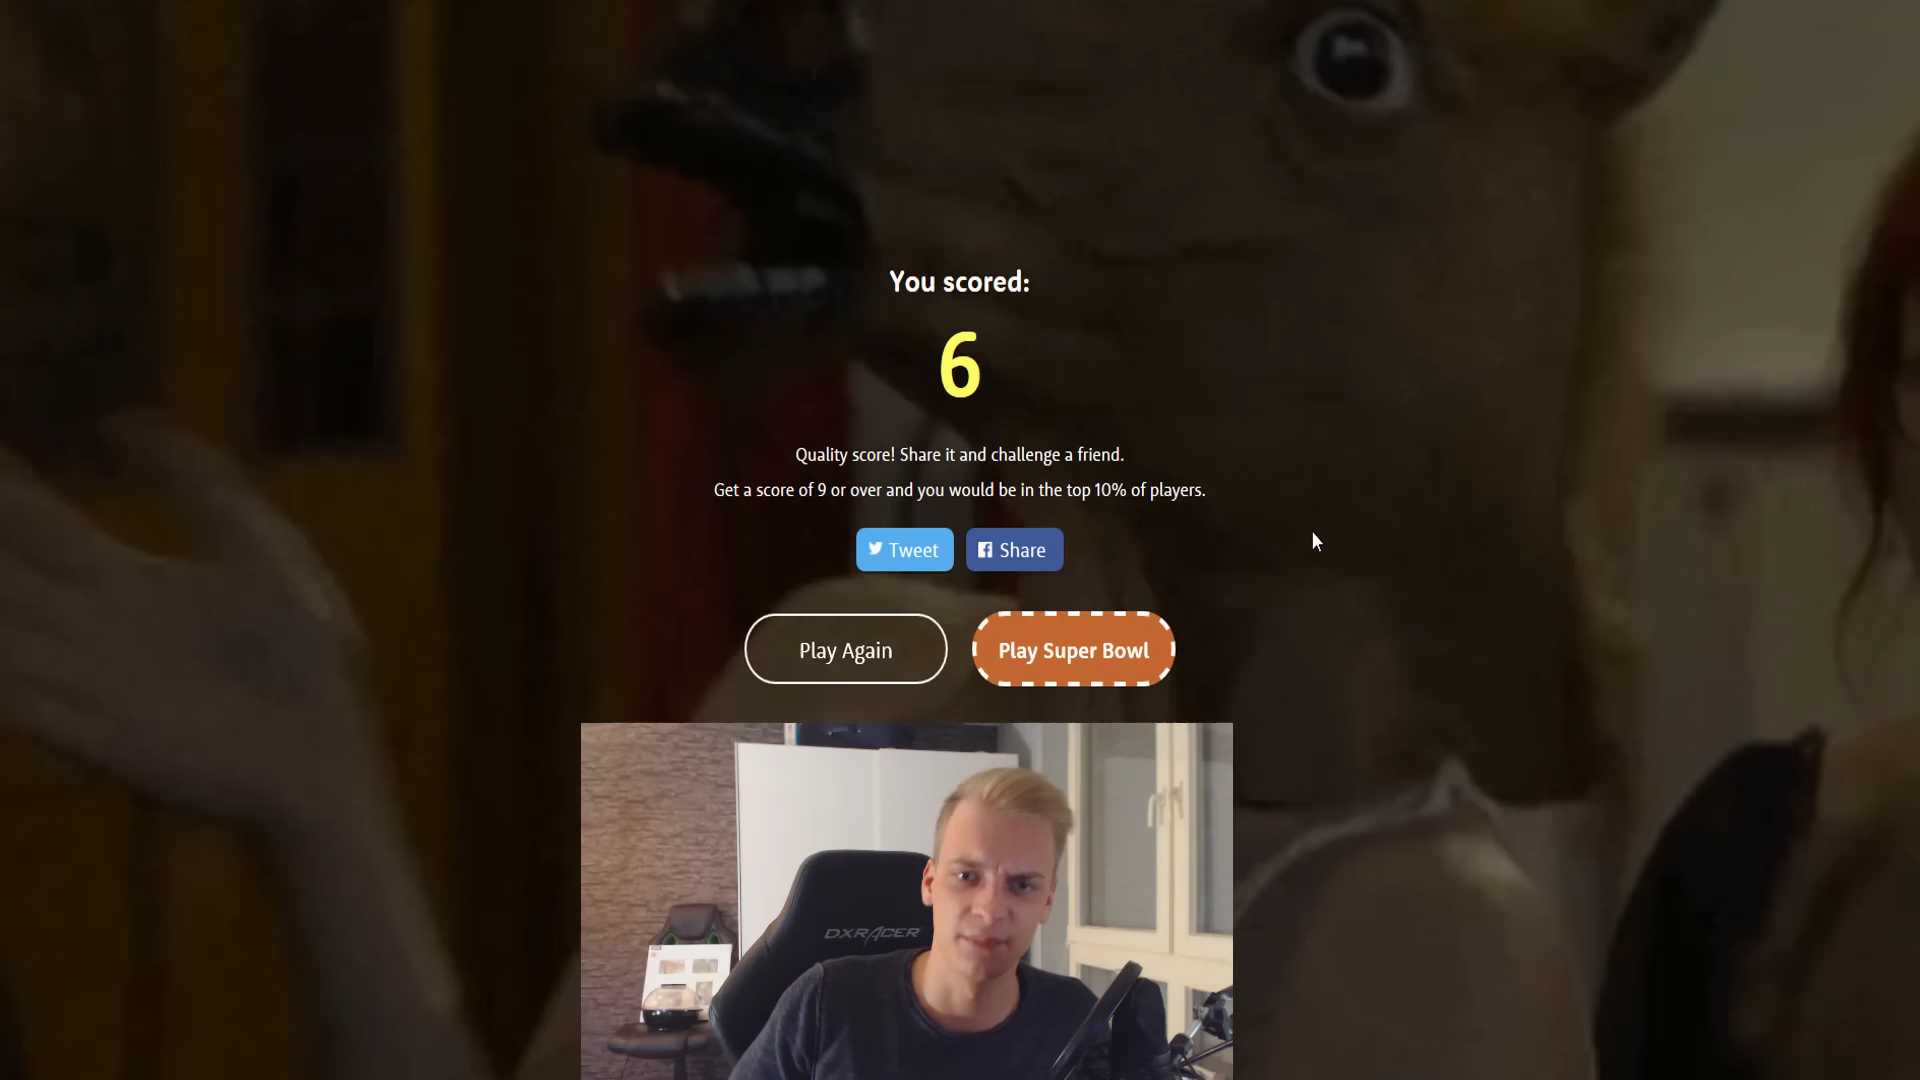 You scored:
6
Quality score! Share it and challenge a friend.
Get a score of 9 or over and you would be in the top 10% of players.
Tweet
Share
Play Again
Play Super Bowl
DXRACER